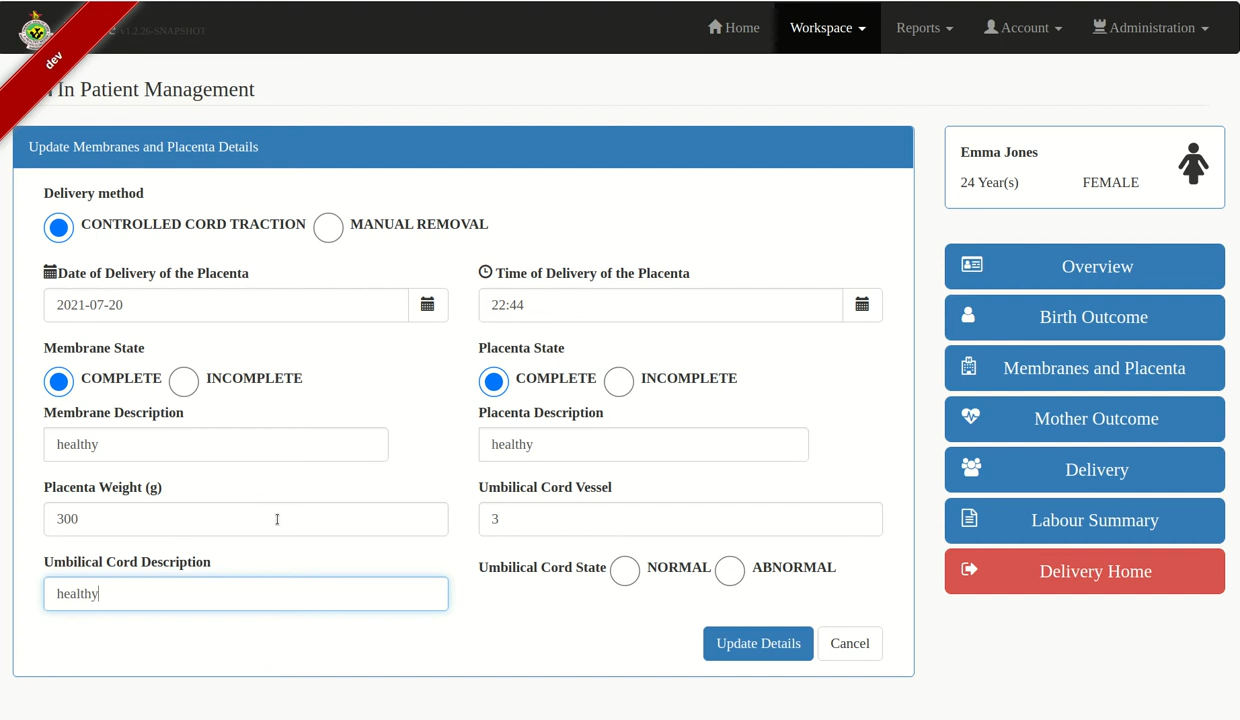 /v1.2.26-SNAPSHOT
Home
Workspace
Reports
Account
Administration
dev
In Patient Management
Update Membranes and Placenta Details
Delivery method
CONTROLLED CORD TRACTION MANUAL REMOVAL
Date of Delivery of the Placenta
Time of Delivery of the Placenta
2021-07-20
22:44
Membrane State
Placenta State
COMPLETE INCOMPLETE
COMPLETE INCOMPLETE
Membrane Description
Placenta Description
healthy
healthy
Placenta Weight (g)
Umbilical Cord Vessel
300
3
Umbilical Cord Description
Umbilical Cord State NORMAL ABNORMAL
healthy
Update Details
Cancel
Emma Jones
24 Year(s) FEMALE
Overview
Birth Outcome
Membranes and Placenta
Mother Outcome
Delivery
Labour Summary
Delivery Home